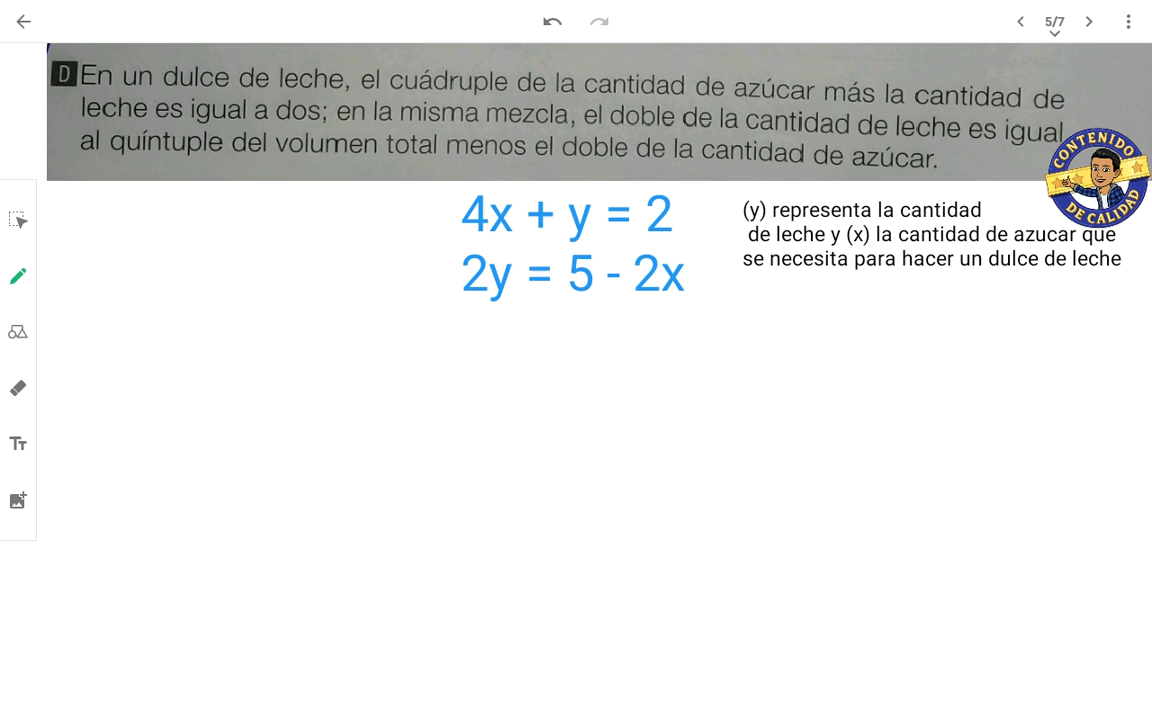 5/7
D En un dulce de leche, el cuádruple de la cantidad de azúcar más la cantidad de
leche es igual a dos; en la misma mezcla, el doble de la cantidad de leche es igual
al quíntuple del volumen total menos el doble de la cantidad de azúcar.
CONTENIDO
DE CALIDAD
4x + y = 2
2y = 5 - 2x
(y) representa la cantidad
de leche y (x) la cantidad de azucar que
se necesita para hacer un dulce de leche
Tт